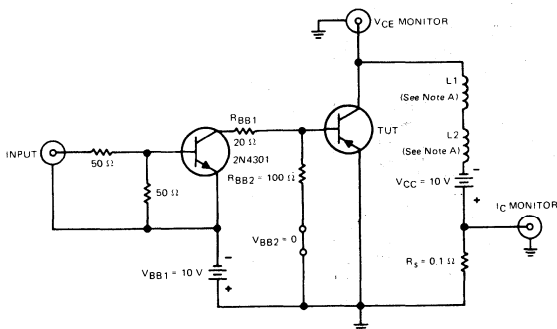 VCE MONITOR
L1
(See Note A)
RBB1
20 Ω
TUT
L2
(See Note A)
INPUT
50 Ω
2N4301
RBB2 = 100 Ω
VCC = 10 V
-
+
50 Ω
IC MONITOR
VBB2 = 0
-
VBB1 = 10 V
+
Rs = 0.1 Ω